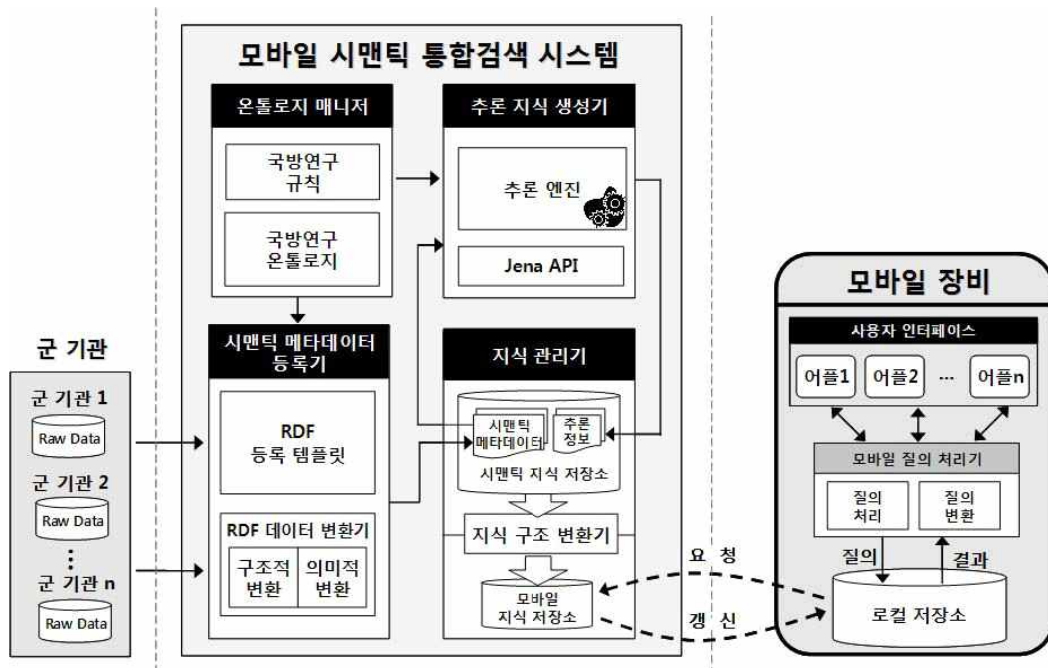 모바일 시맨틱 통합검색 시스템
온톨로지 매니저
국방연구
규칙
국방연구
온톨로지
추론 지식 생성기
추론 엔진
Jena API
군 기관
군 기관 1
Raw Data
군 기관 2
Raw Data
⋮
군 기관 n
Raw Data
시맨틱 메타데이터
등록기
RDF
등록 템플릿
RDF 데이터 변환기
구조적
변환
의미적
변환
지식 관리기
시맨틱
메타데이터
추론
정보
시맨틱 지식 저장소
지식 구조 변환기
모바일
지식 저장소
요 청
갱 신
모바일 장비
사용자 인터페이스
어플1
어플2
...
어플n
모바일 질의 처리기
질의
처리
질의
변환
질의
결과
로컬 저장소